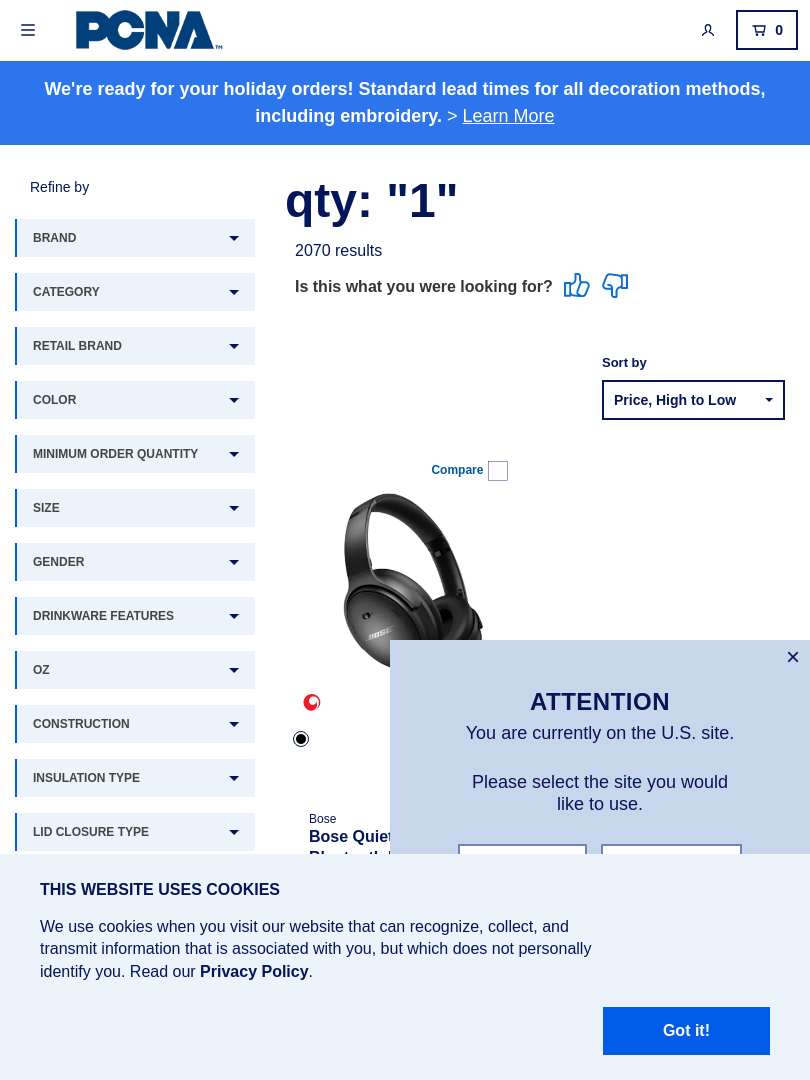 PCNA™
0
We're ready for your holiday orders! Standard lead times for all decoration methods,
including embroidery. > Learn More
Refine by
BRAND
CATEGORY
RETAIL BRAND
COLOR
MINIMUM ORDER QUANTITY
SIZE
GENDER
DRINKWARE FEATURES
OZ
CONSTRUCTION
INSULATION TYPE
LID CLOSURE TYPE
qty: "1"
2070 results
Is this what you were looking for?
Sort by
Price, High to Low
Compare
BOSE
Bose
Bose Quiet
ATTENTION
You are currently on the U.S. site.
Please select the site you would
like to use.
THIS WEBSITE USES COOKIES
We use cookies when you visit our website that can recognize, collect, and
transmit information that is associated with you, but which does not personally
identify you. Read our Privacy Policy.
Got it!